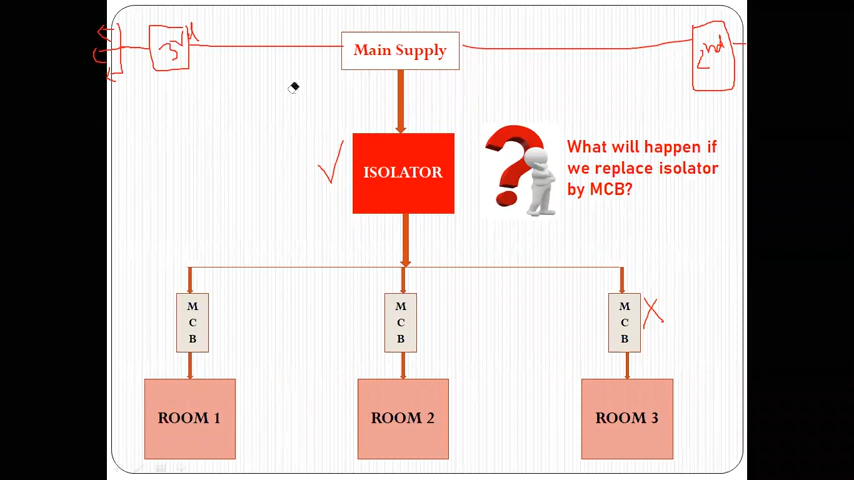 3rd
Main Supply
2nd
ISOLATOR
What will happen if
we replace isolator
by MCB?
M
C
B
M
C
B
M
C
B
X
ROOM 1
ROOM 2
ROOM 3